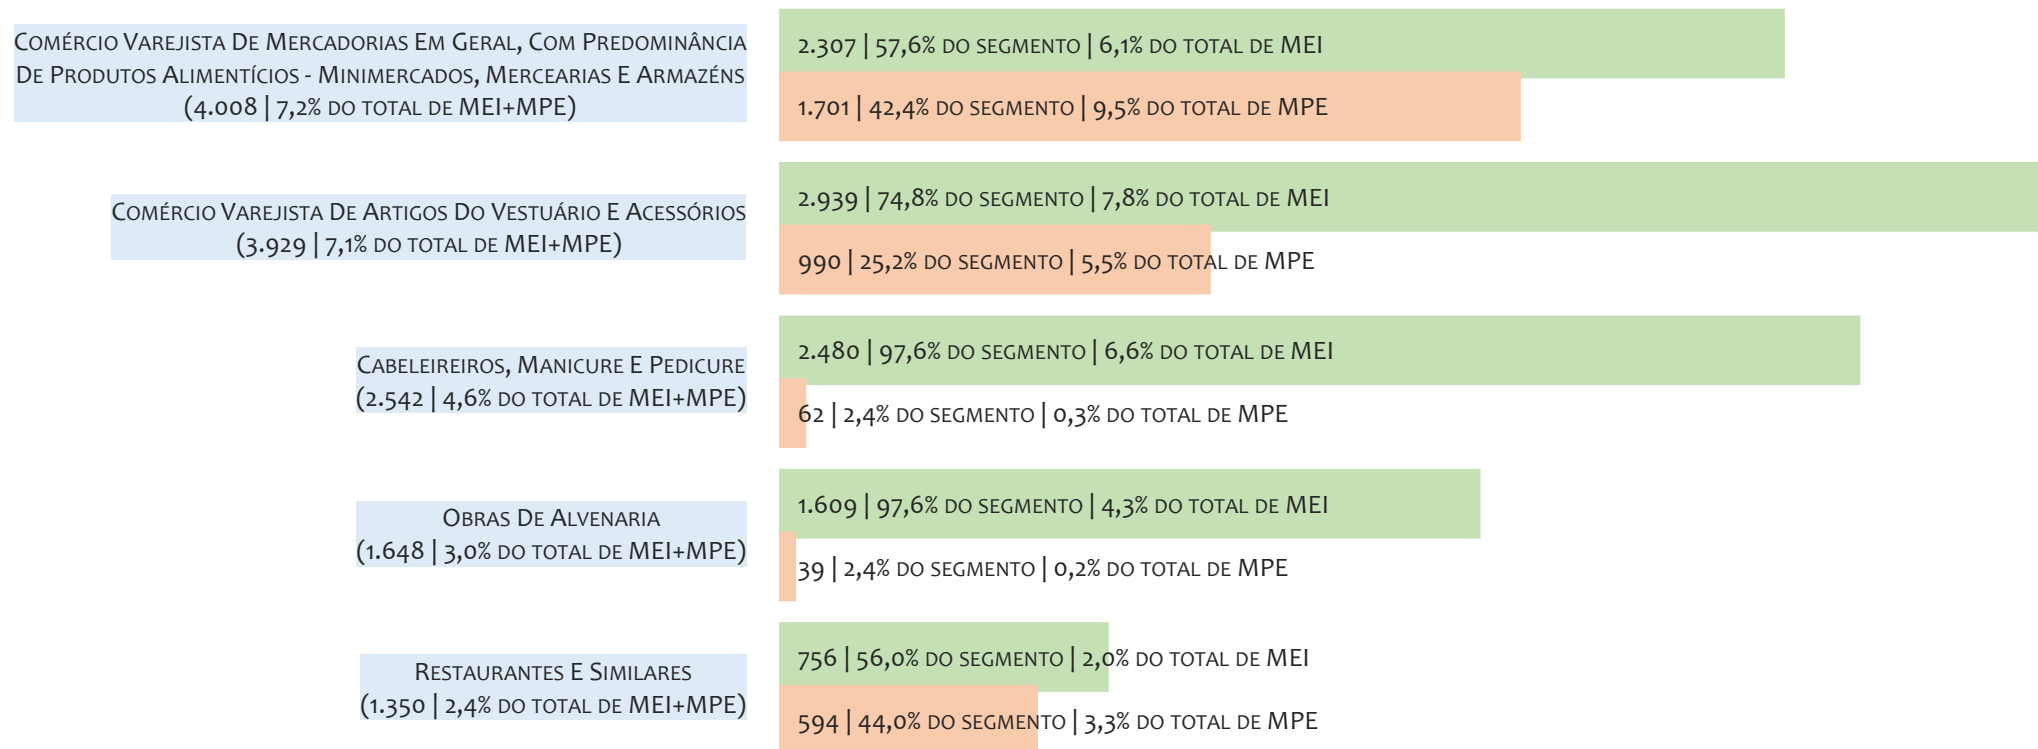 Comércio Varejista De Mercadorias Em Geral, Com Predominância
De Produtos Alimentícios - Minimercados, Mercearias E Armazéns
(4.008 | 7,2% do total de MEI+MPE)
2.307 | 57,6% do segmento | 6,1% do total de MEI
1.701 | 42,4% do segmento | 9,5% do total de MPE
Comércio Varejista De Artigos Do Vestuário E Acessórios
(3.929 | 7,1% do total de MEI+MPE)
2.939 | 74,8% do segmento | 7,8% do total de MEI
990 | 25,2% do segmento | 5,5% do total de MPE
Cabeleireiros, Manicure E Pedicure
(2.542 | 4,6% do total de MEI+MPE)
2.480 | 97,6% do segmento | 6,6% do total de MEI
62 | 2,4% do segmento | 0,3% do total de MPE
Obras De Alvenaria
(1.648 | 3,0% do total de MEI+MPE)
1.609 | 97,6% do segmento | 4,3% do total de MEI
39 | 2,4% do segmento | 0,2% do total de MPE
Restaurantes E Similares
(1.350 | 2,4% do total de MEI+MPE)
756 | 56,0% do segmento | 2,0% do total de MEI
594 | 44,0% do segmento | 3,3% do total de MPE